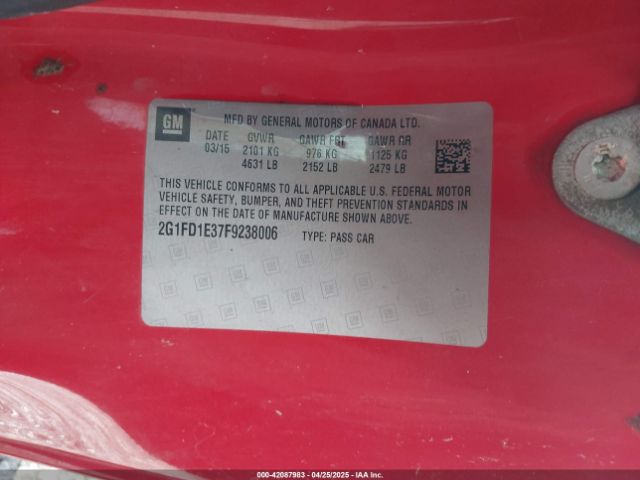 GM
MFD BY GENERAL MOTORS OF CANADA LTD.
DATE GVWR GAWR FRT GAWR RR
03/15 2101 KG 976 KG 1125 KG
4631 LB 2152 LB 2479 LB
THIS VEHICLE CONFORMS TO ALL APPLICABLE U.S. FEDERAL MOTOR
VEHICLE SAFETY, BUMPER, AND THEFT PREVENTION STANDARDS IN
EFFECT ON THE DATE OF MANUFACTURE SHOWN ABOVE.
2G1FD1E37F9238006 TYPE: PASS CAR
000-42087983 / 04/25/2025 - IAA Inc.